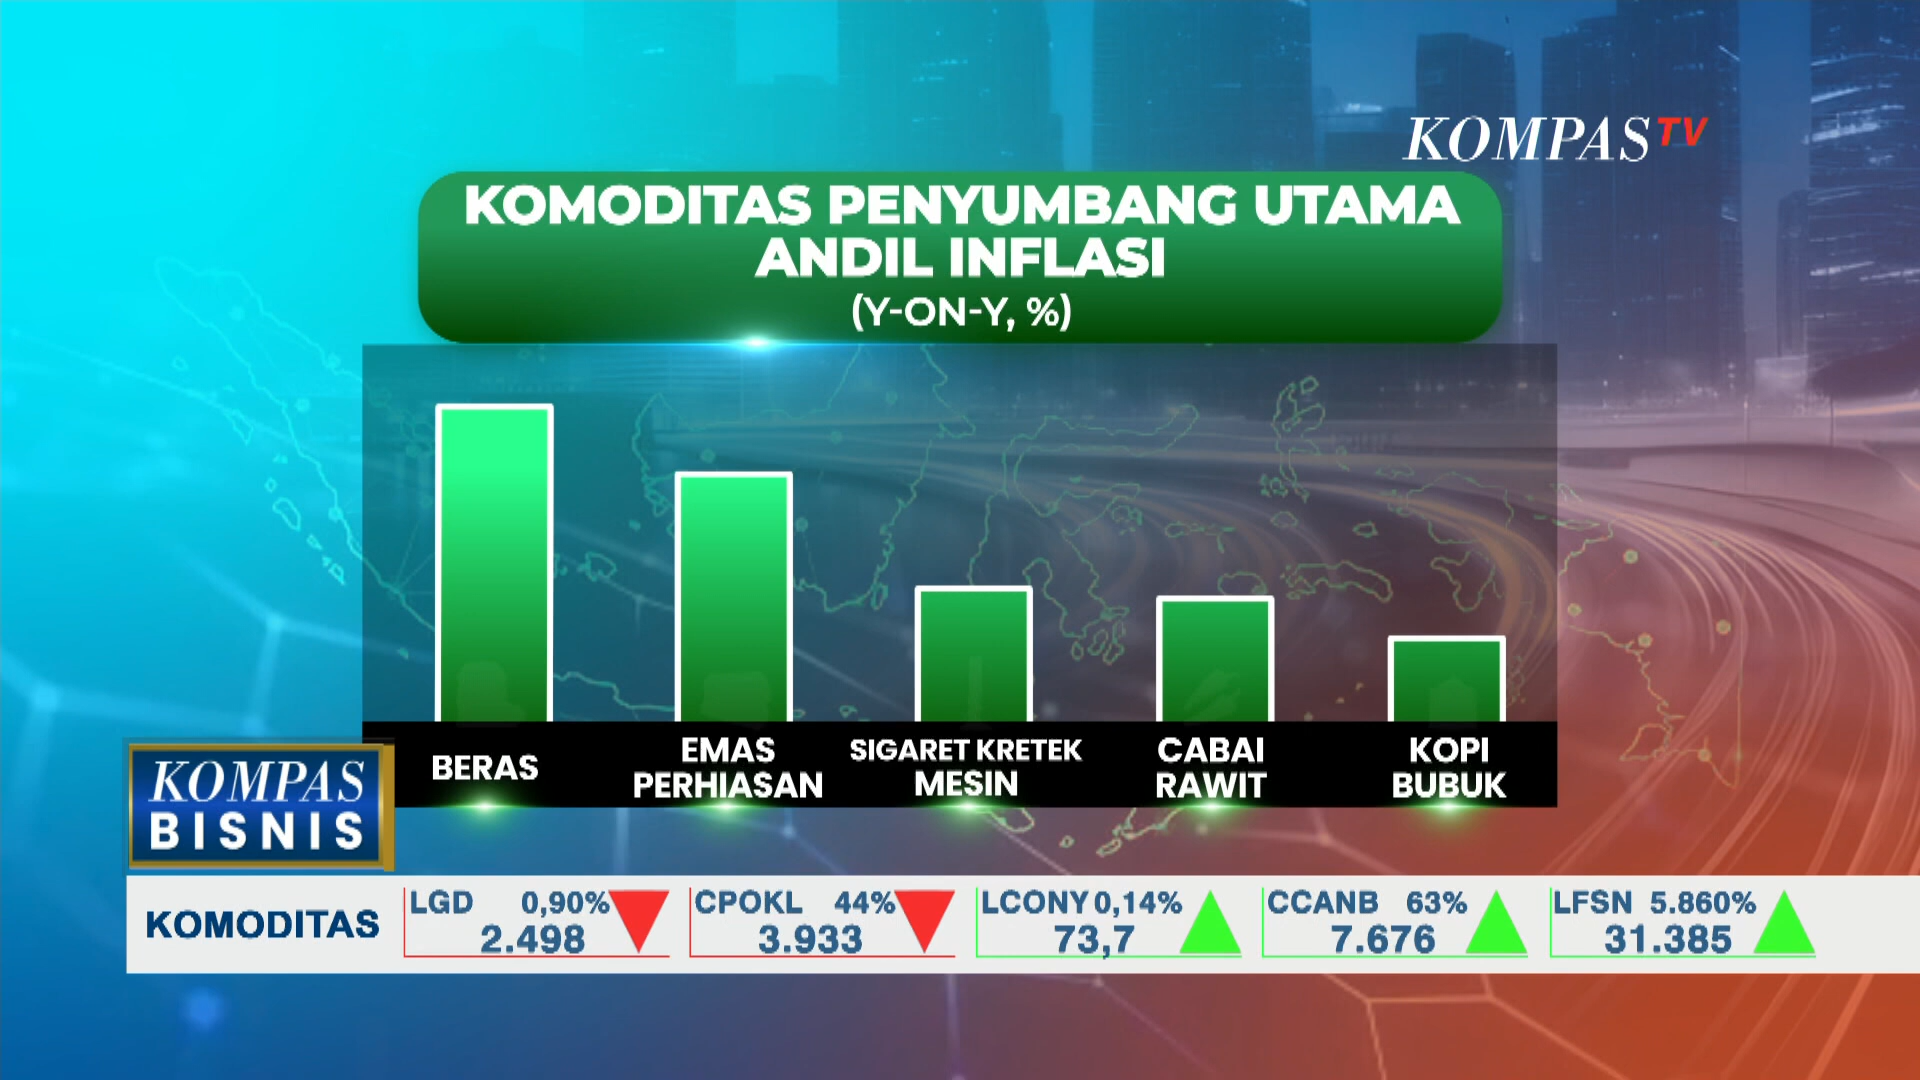 KOMPAS TV
KOMODITAS PENYUMBANG UTAMA
ANDIL INFLASI
(Y-ON-Y, %)
BERAS
EMAS
PERHIASAN
SIGARET KRETEK
MESIN
CABAI
RAWIT
KOPI
BUBUK
KOMPAS
BISNIS
KOMODITAS
LGD 0,90%
2.498
CPOKL 44%
3.933
LCONY 0,14%
73,7
CCANB 63%
7.676
LFSN 5.860%
31.385